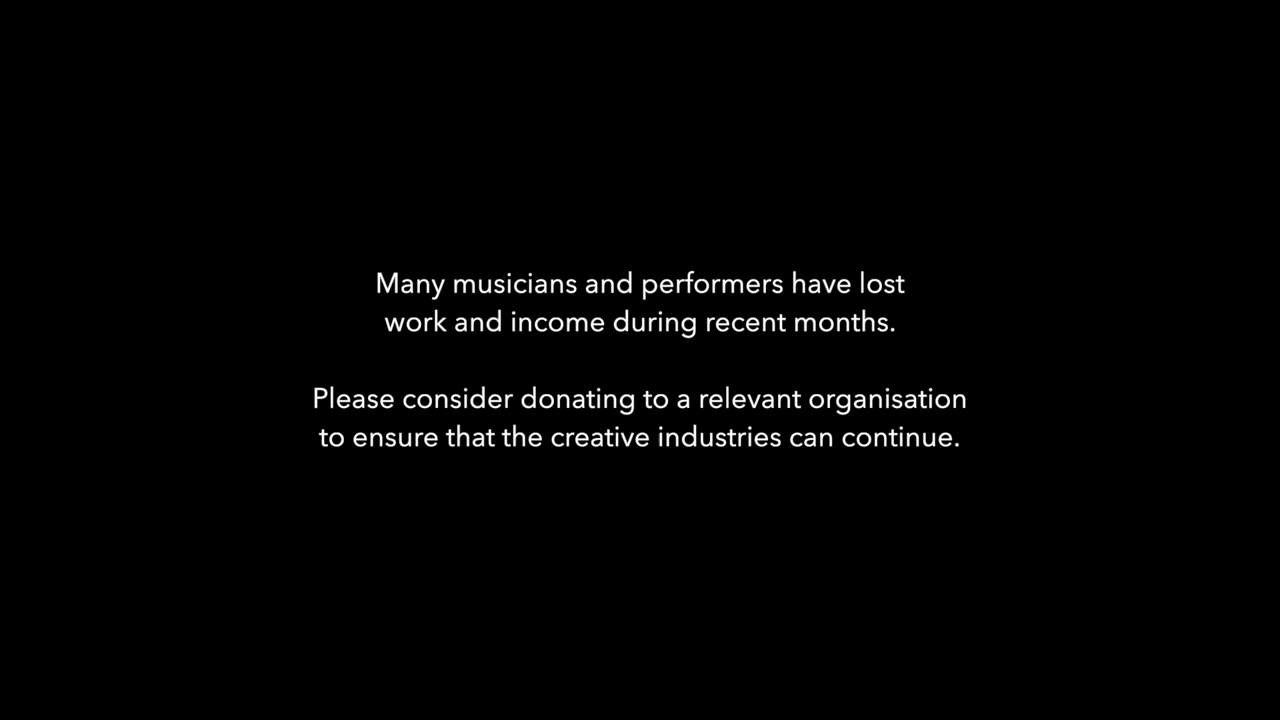 Many musicians and performers have lost
work and income during recent months.
Please consider donating to a relevant organisation
to ensure that the creative industries can continue.